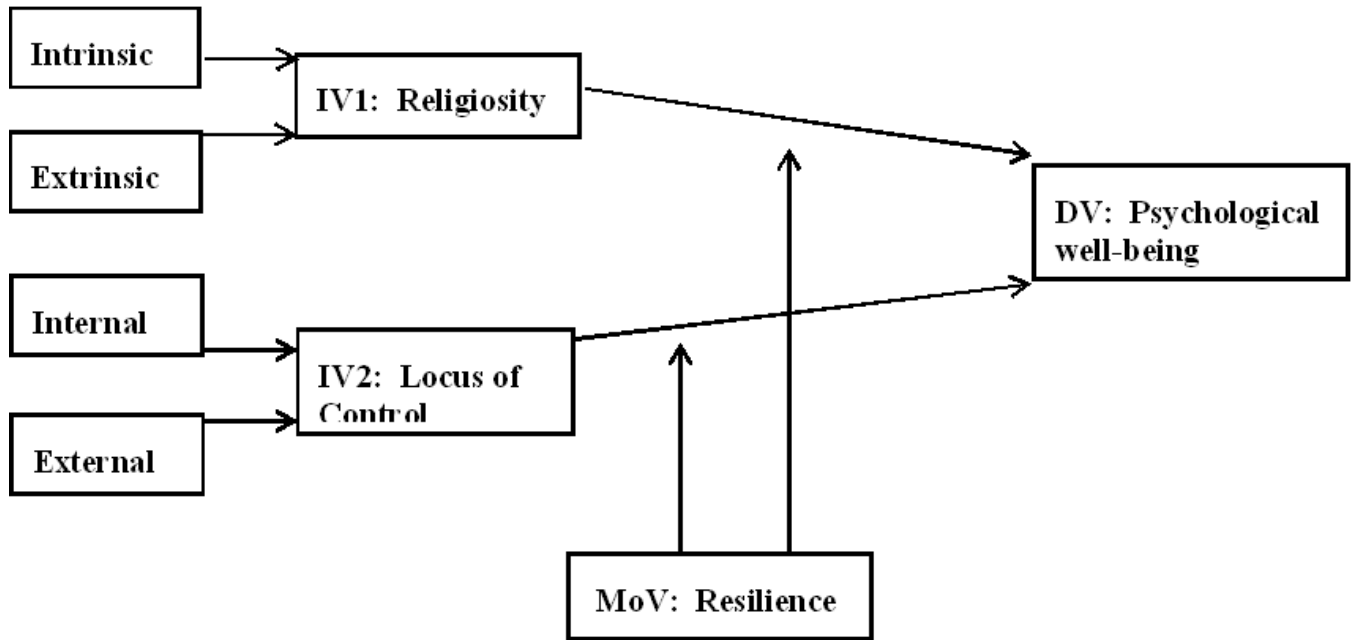 Intrinsic
IV1:  Religiosity
Extrinsic
DV:  Psychological
well-being
Internal
IV2:  Locus of
Control
External
MoV:  Resilience